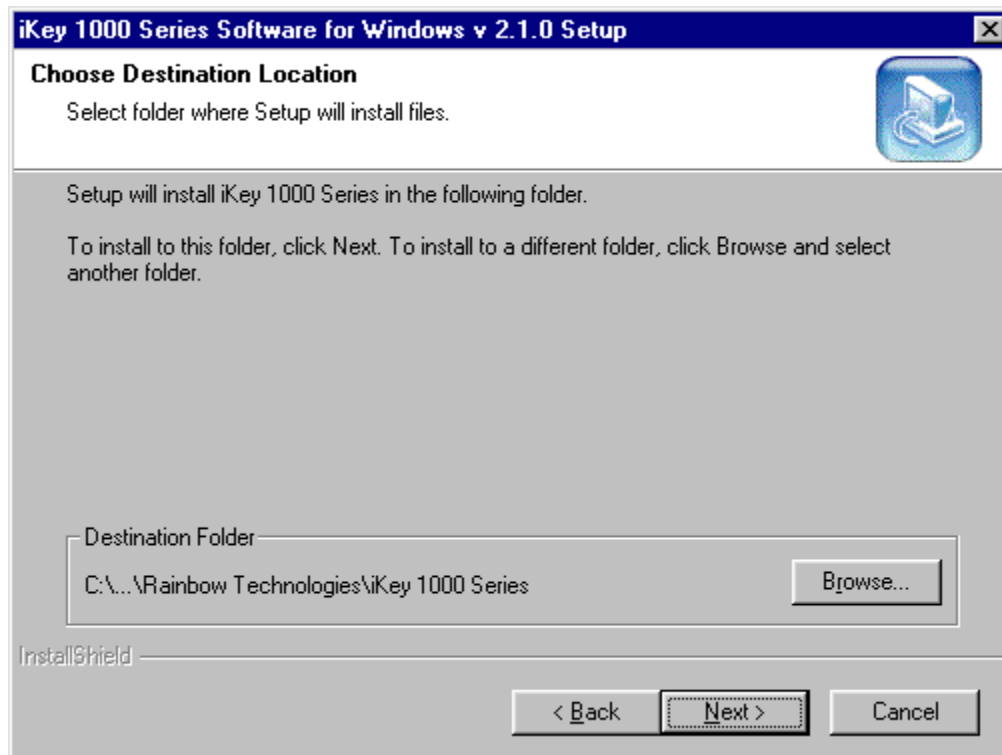 iKey 1000 Series Software for Windows v 2.1.0 Setup
Choose Destination Location
Select folder where Setup will install files.
Setup will install iKey 1000 Series in the following folder.
To install to this folder, click Next. To install to a different folder, click Browse and select
another folder.
Destination Folder
C:\...\Rainbow Technologies\iKey 1000 Series
Browse...
InstallShield
< Back
Next >
Cancel